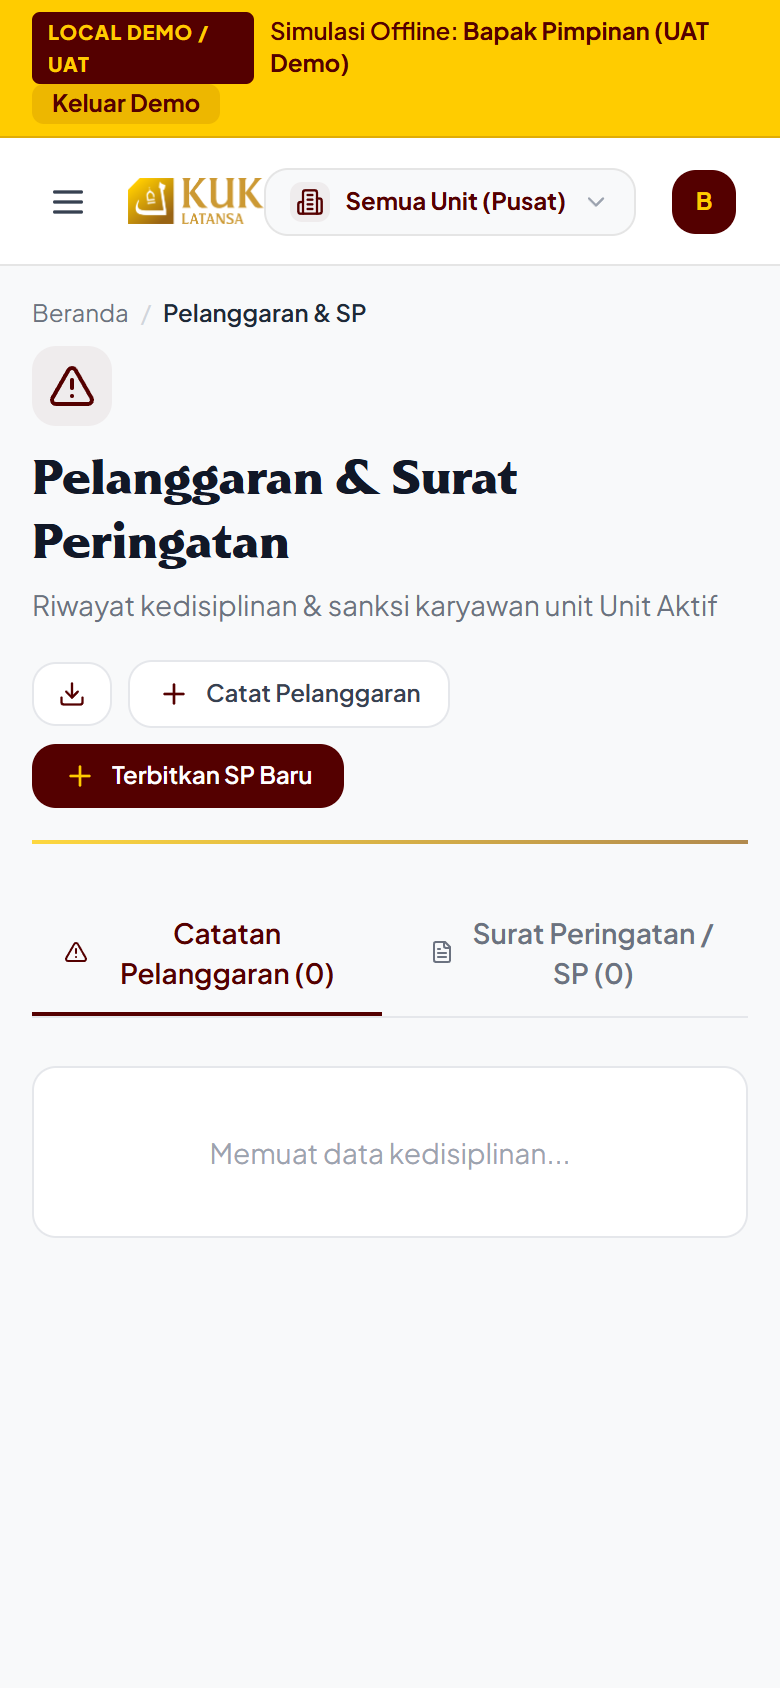 LOCAL DEMO /
UAT
Simulasi Offline: Bapak Pimpinan (UAT
Demo)
Keluar Demo
KUK
LATANSA
Semua Unit (Pusat)
B
Beranda / Pelanggaran & SP
Pelanggaran & Surat
Peringatan
Riwayat kedisiplinan & sanksi karyawan unit Unit Aktif
Catat Pelanggaran
Terbitkan SP Baru
Catatan
Pelanggaran (0)
Surat Peringatan /
SP (0)
Memuat data kedisiplinan...